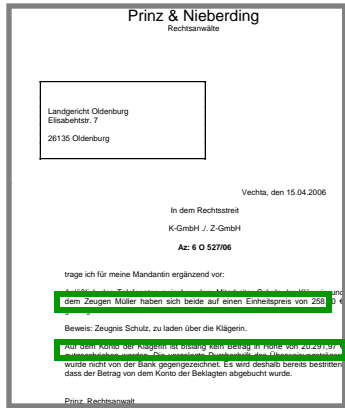 Prinz & Nieberding
Rechtsanwälte
Landgericht Oldenburg
Elisabehtstr. 7
26135 Oldenburg
Vechta, den 15.04.2006
In dem Rechtsstreit
K-GmbH ./. Z-GmbH
Az: 6 O 527/06
trage ich für meine Mandantin ergänzend vor:
dem Zeugen Müller haben sich beide auf einen Einheitspreis von €
Beweis: Zeugnis Schulz, zu laden über die Klägerin.
Auf dem Konto der Klägerin ist bislang kein Betrag in Höhe von 20.291,97 €
wurde nicht von der Bank gegengezeichnet. Es wird deshalb bereits bestritten,
dass der Betrag von dem Konto der Beklagten abgebucht wurde.
Prinz, Rechtsanwalt